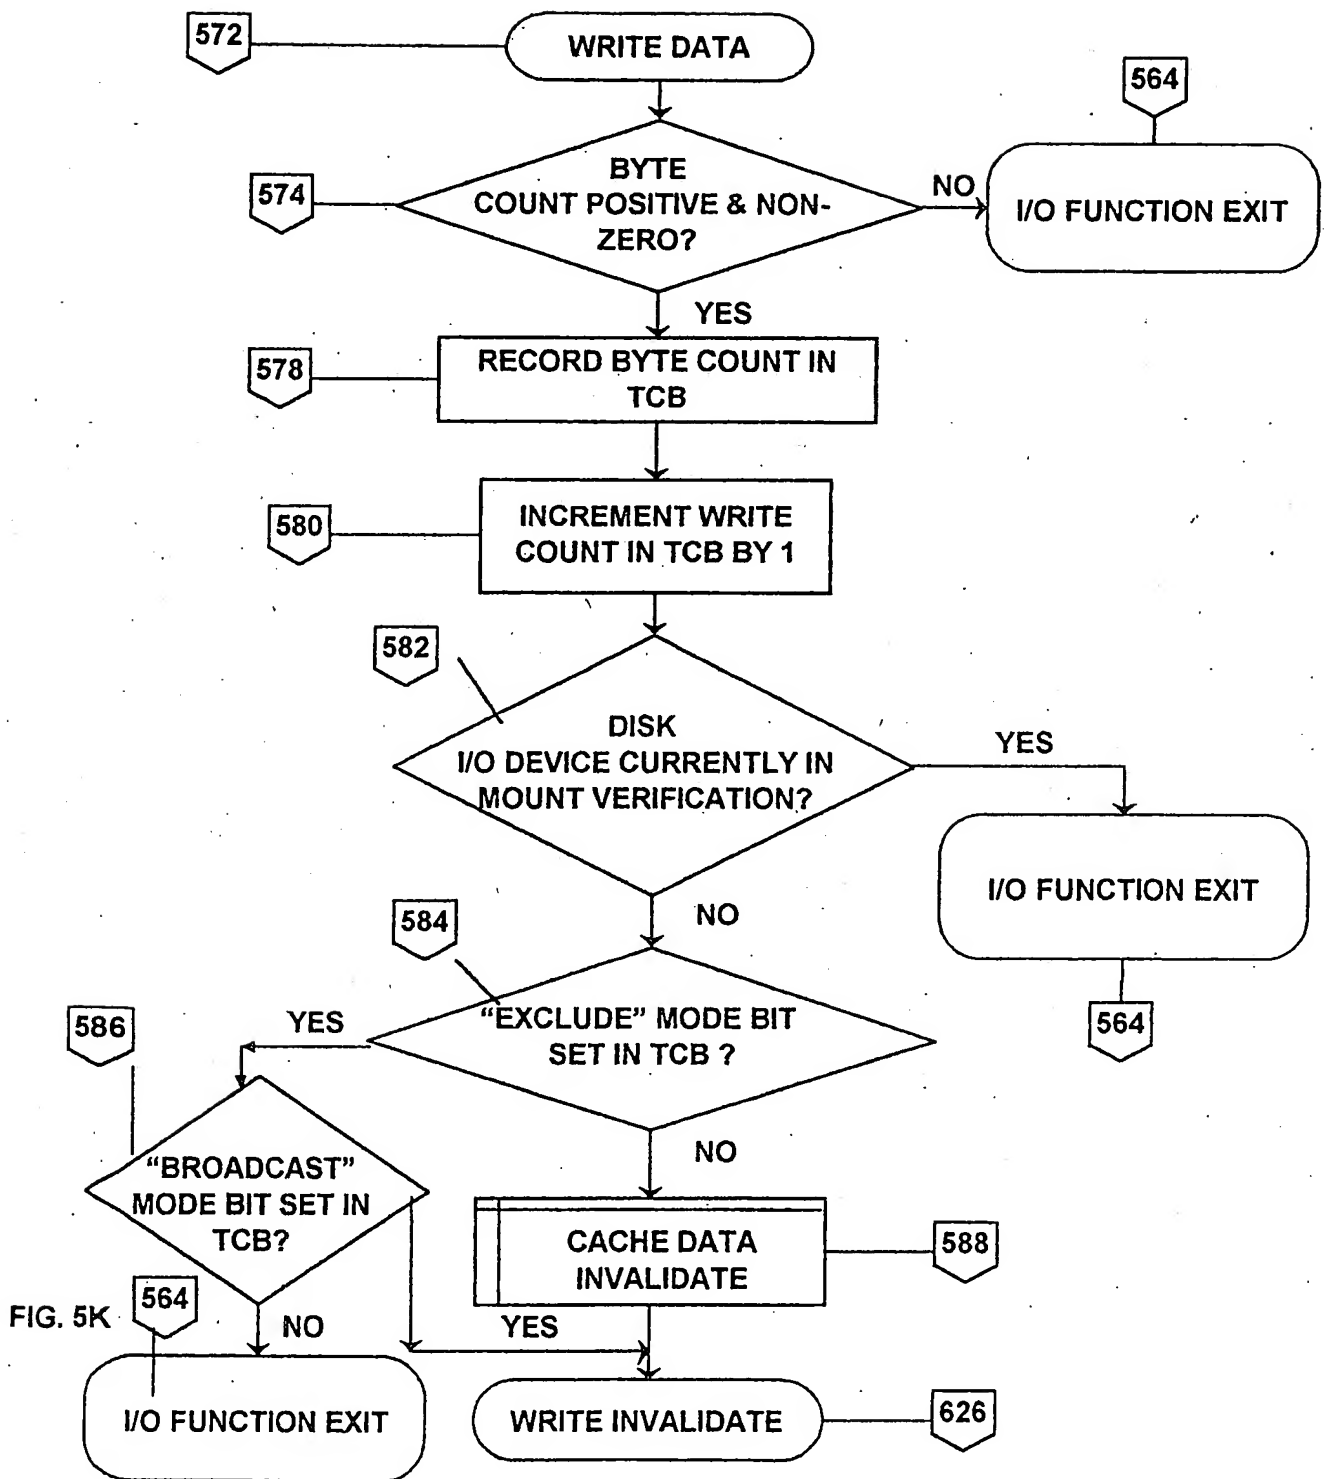 572
WRITE DATA
564
BYTE
COUNT POSITIVE & NON-
ZERO?
574
NO
I/O FUNCTION EXIT
YES
578
RECORD BYTE COUNT IN
TCB
580
INCREMENT WRITE
COUNT IN TCB BY 1
582
DISK
I/O DEVICE CURRENTLY IN
MOUNT VERIFICATION?
YES
I/O FUNCTION EXIT
564
NO
584
"EXCLUDE" MODE BIT
SET IN TCB ?
YES
586
NO
"BROADCAST"
MODE BIT SET IN
TCB?
CACHE DATA
INVALIDATE
588
FIG. 5K
564
NO
YES
I/O FUNCTION EXIT
WRITE INVALIDATE
626